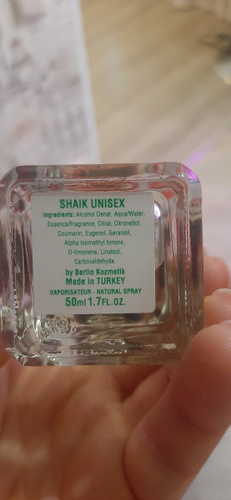 SHAIK UNISEX
Ingredients: Alcohol Denat, Aqua/Water,
Essence/Fragrance, Citral, Citronellol,
Coumarin, Eugenol, Geraniol,
Alpha Isomethyl Ionone,
D-limonene, Linalool,
Carboxaldehyde.
by Berlio Kozmetik
Made in TURKEY
VAPORISATEUR - NATURAL SPRAY
50ml 1.7FL.OZ.